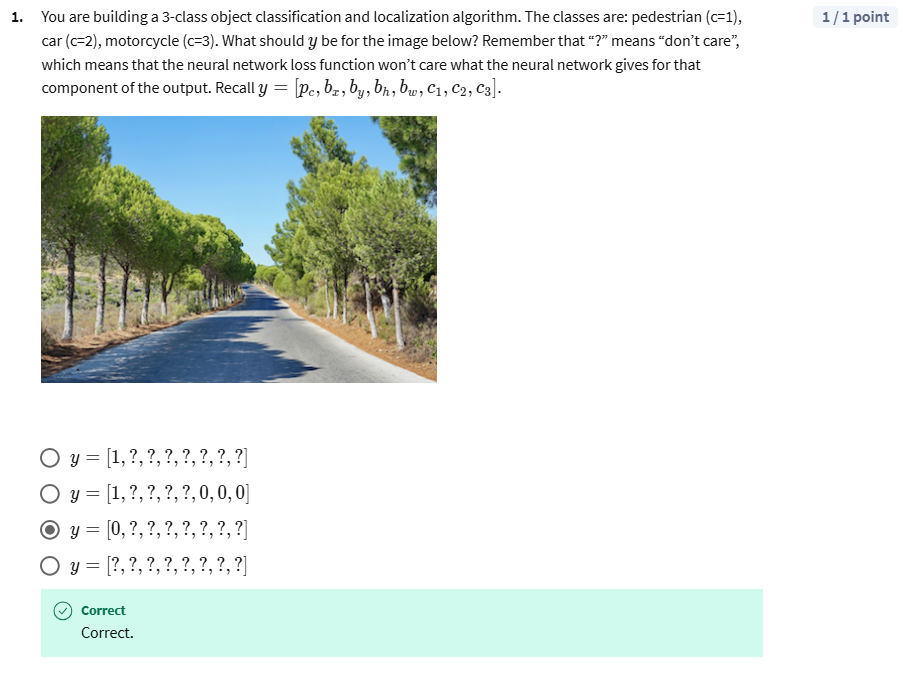 1. You are building a 3-class object classification and localization algorithm. The classes are: pedestrian (c=1), 1 / 1 point
car (c=2), motorcycle (c=3). What should y be for the image below? Remember that “?” means “don’t care”,
which means that the neural network loss function won’t care what the neural network gives for that
component of the output. Recall y = [p_c, b_x, b_y, b_h, b_w, c_1, c_2, c_3].
y = [1, ?, ?, ?, ?, ?, ?, ?]
y = [1, ?, ?, ?, ?, 0, 0, 0]
y = [0, ?, ?, ?, ?, ?, ?, ?]
y = [?, ?, ?, ?, ?, ?, ?, ?]
Correct
Correct.